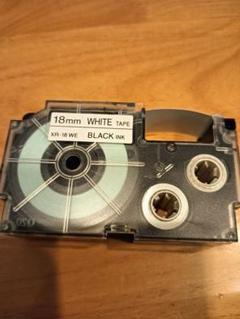 18mm WHITE TAPE
XR-18 WE BLACK INK